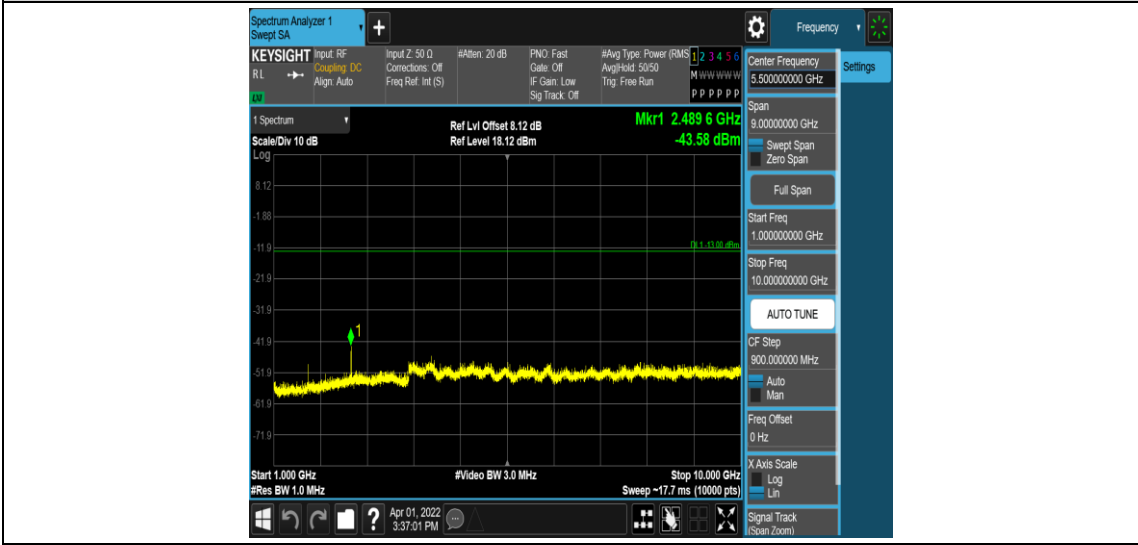 Spectrum Analyzer 1
Swept SA
+
Frequency
KEYSIGHT
RL
LXI
Input: RF
Coupling: DC
Align: Auto
Input Z: 50 Ω
Corrections: Off
Freq Ref: Int (S)
#Atten: 20 dB
PNO: Fast
Gate: Off
IF Gain: Low
Sig Track: Off
#Avg Type: Power (RMS
Avg|Hold: 50/50
Trig: Free Run
1 2 3 4 5 6
M W W W W W
P P P P P P
1 Spectrum
Scale/Div 10 dB
Log
Ref Lvl Offset 8.12 dB
Ref Level 18.12 dBm
Mkr1 2.489 6 GHz
-43.58 dBm
8.12
-1.88
-11.9
DL1 -13.00 dBm
-21.9
-31.9
1
-41.9
-51.9
-61.9
-71.9
Start 1.000 GHz
#Video BW 3.0 MHz
Stop 10.000 GHz
#Res BW 1.0 MHz
Sweep ~17.7 ms (10000 pts)
?
Apr 01, 2022
3:37:01 PM
Center Frequency
5.500000000 GHz
Settings
Span
9.00000000 GHz
Swept Span
Zero Span
Full Span
Start Freq
1.000000000 GHz
Stop Freq
10.000000000 GHz
AUTO TUNE
CF Step
900.000000 MHz
Auto
Man
Freq Offset
0 Hz
X Axis Scale
Log
Lin
Signal Track
(Span Zoom)